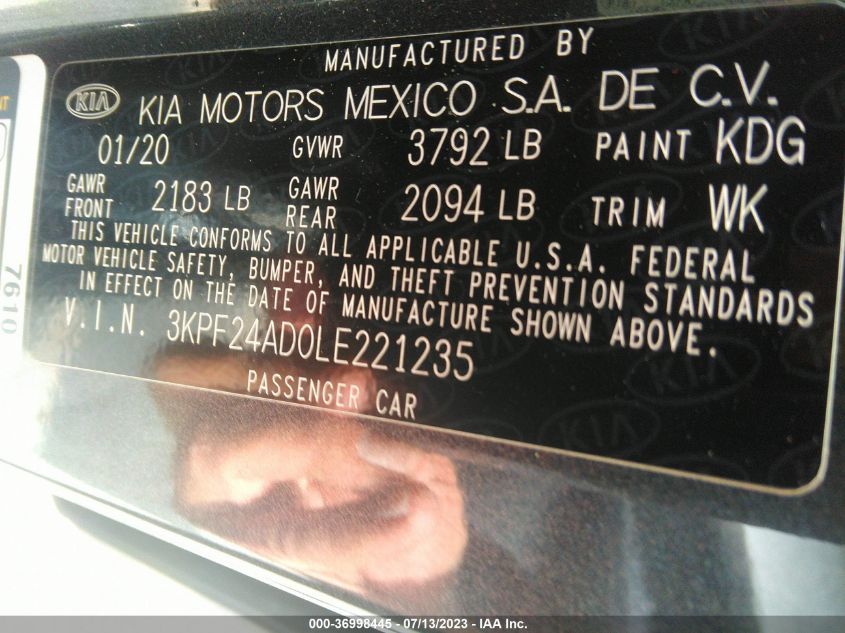 MANUFACTURED BY
KIA KIA MOTORS MEXICO S.A. DE C.V.
01/20 GVWR 3792 LB PAINT KDG
GAWR FRONT 2183 LB GAWR REAR 2094 LB TRIM WK
THIS VEHICLE CONFORMS TO ALL APPLICABLE U.S.A. FEDERAL
MOTOR VEHICLE SAFETY, BUMPER, AND THEFT PREVENTION STANDARDS
IN EFFECT ON THE DATE OF MANUFACTURE SHOWN ABOVE.
V.I.N. 3KPF24AD0LE221235
PASSENGER CAR
7610
000-36998445 - 07/13/2023 - IAA Inc.